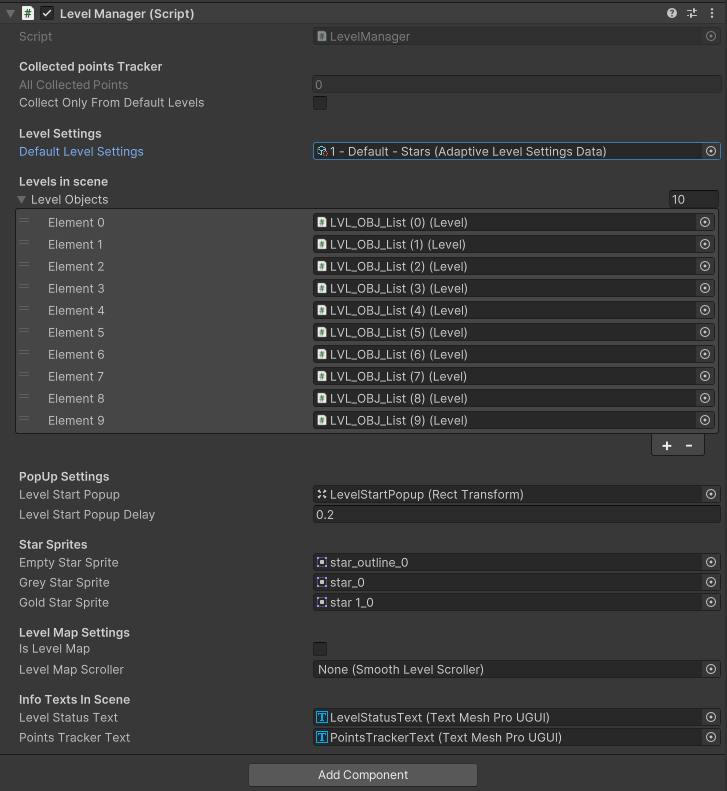 Level Manager (Script)
Script LevelManager
Collected points Tracker
All Collected Points 0
Collect Only From Default Levels
Level Settings
Default Level Settings 1 - Default - Stars (Adaptive Level Settings Data)
Levels in scene
Level Objects 10
Element 0 LVL_OBJ_List (0) (Level)
Element 1 LVL_OBJ_List (1) (Level)
Element 2 LVL_OBJ_List (2) (Level)
Element 3 LVL_OBJ_List (3) (Level)
Element 4 LVL_OBJ_List (4) (Level)
Element 5 LVL_OBJ_List (5) (Level)
Element 6 LVL_OBJ_List (6) (Level)
Element 7 LVL_OBJ_List (7) (Level)
Element 8 LVL_OBJ_List (8) (Level)
Element 9 LVL_OBJ_List (9) (Level)
+ -
PopUp Settings
Level Start Popup LevelStartPopup (Rect Transform)
Level Start Popup Delay 0.2
Star Sprites
Empty Star Sprite star_outline_0
Grey Star Sprite star_0
Gold Star Sprite star 1_0
Level Map Settings
Is Level Map
Level Map Scroller None (Smooth Level Scroller)
Info Texts In Scene
Level Status Text LevelStatusText (Text Mesh Pro UGUI)
Points Tracker Text PointsTrackerText (Text Mesh Pro UGUI)
Add Component